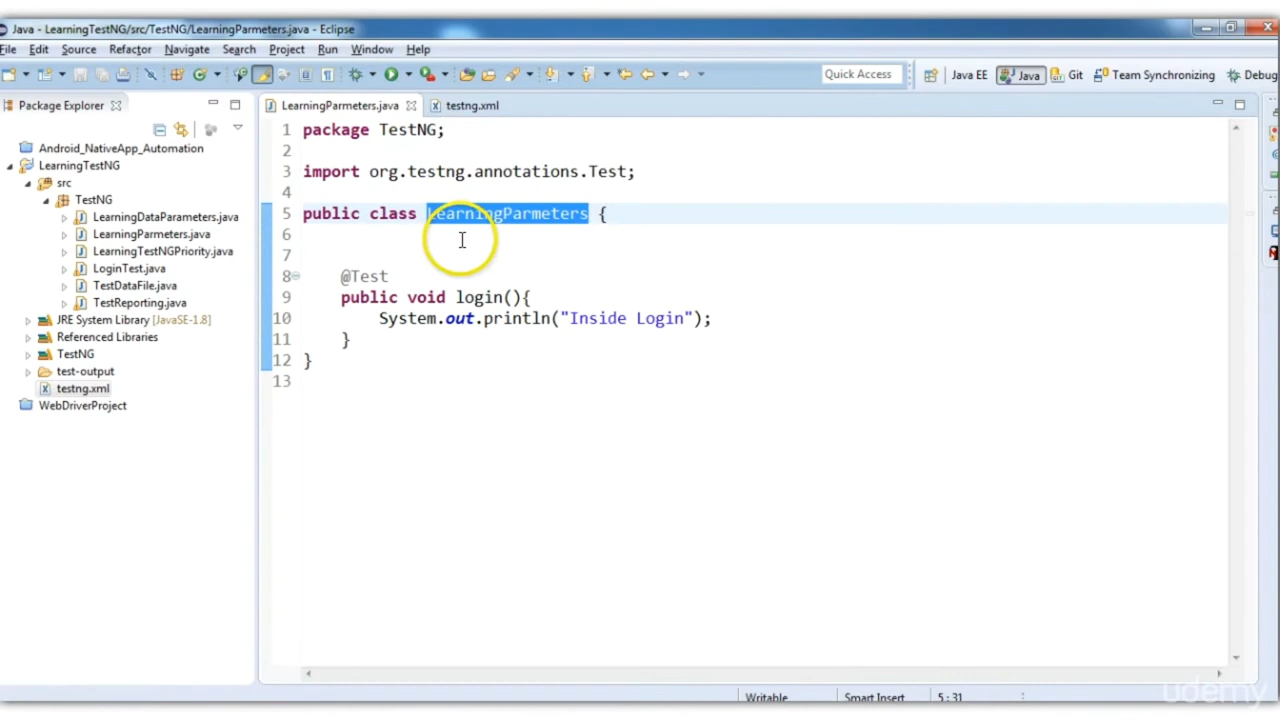 Java - LearningTestNG/src/TestNG/LearningParmeters.java - Eclipse
File Edit Source Refactor Navigate Search Project Run Window Help
Quick Access Java EE Java Git Team Synchronizing Debug
Package Explorer
LearningParmeters.java testng.xml
Android_NativeApp_Automation
LearningTestNG
src
TestNG
LearningDataParameters.java
LearningParmeters.java
LearningTestNGPriority.java
LoginTest.java
TestDataFile.java
TestReporting.java
JRE System Library [JavaSE-1.8]
Referenced Libraries
TestNG
test-output
testng.xml
WebDriverProject
1 package TestNG;
2
3 import org.testng.annotations.Test;
4
5 public class LearningParmeters {
6
7
8 @Test
9 public void login(){
10 System.out.println("Inside Login");
11 }
12 }
13
Writable Smart Insert 5 : 31
udemy